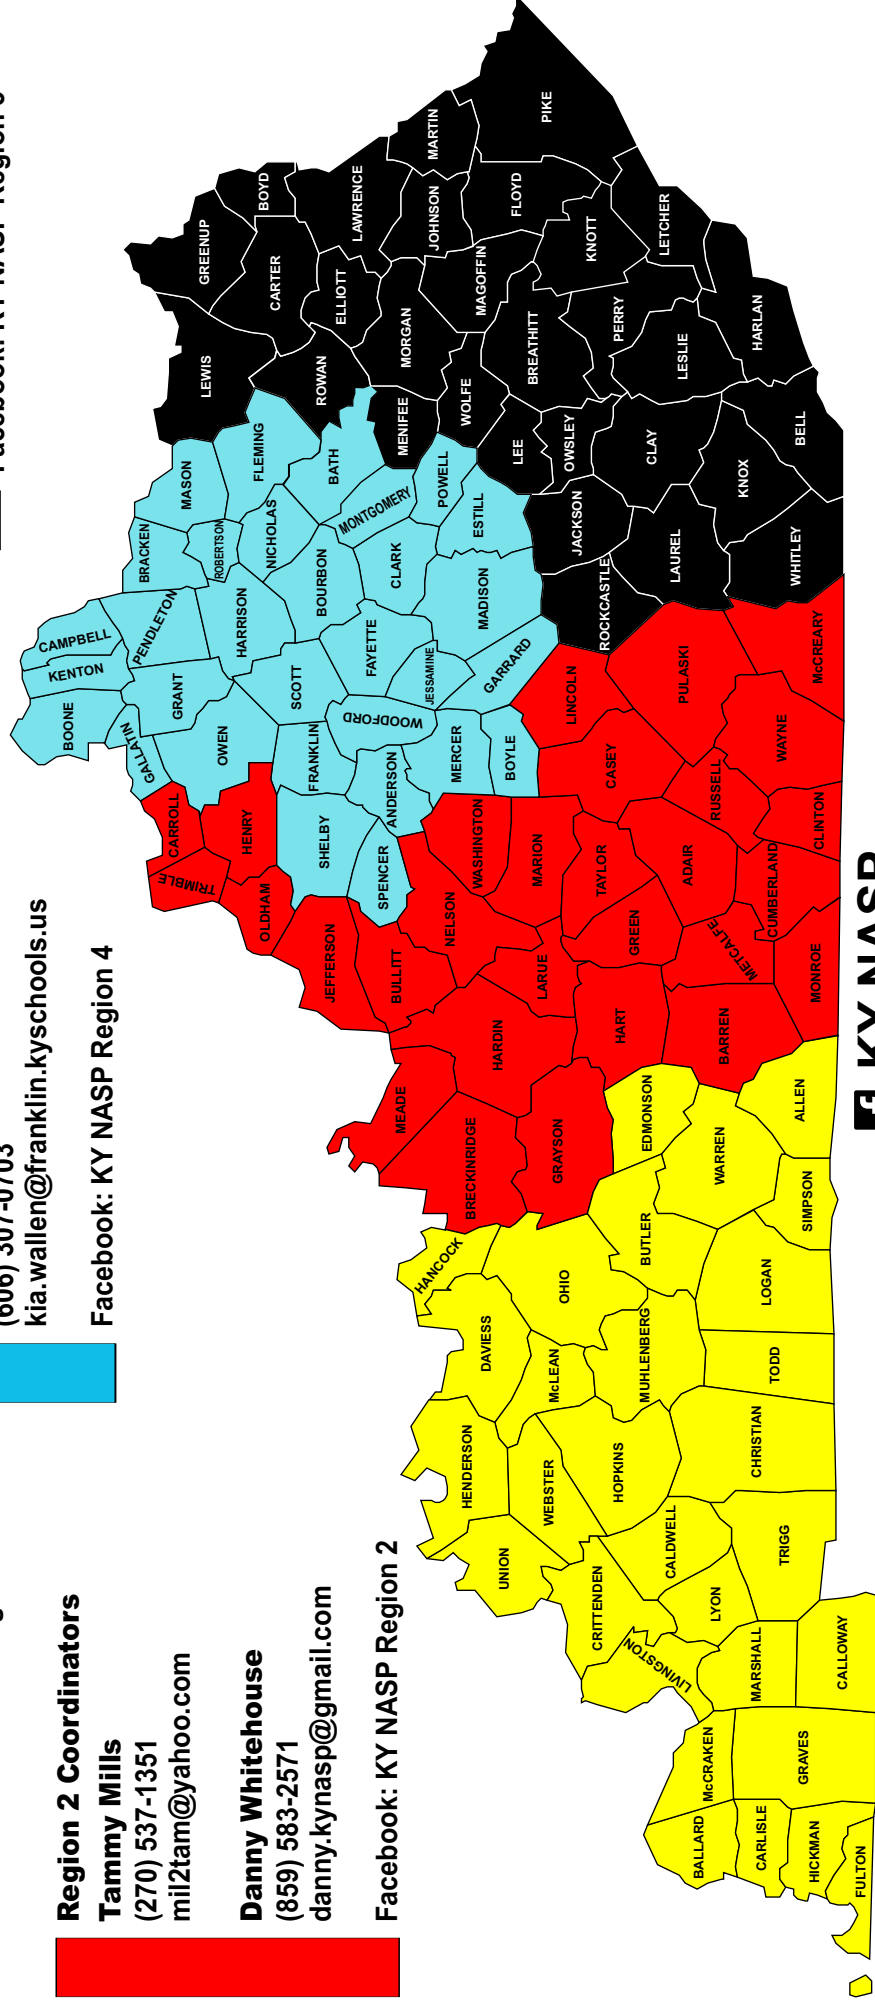 (606) 307-0703
kia.wallen@franklin.kyschools.us
Facebook: KY NASP Region 4
Region 2 Coordinators
Tammy Mills
(270) 537-1351
mil2tam@yahoo.com
Danny Whitehouse
(859) 583-2571
danny.kynasp@gmail.com
Facebook: KY NASP Region 2
BOONE
KENTON
CAMPBELL
GALLATIN
GRANT
PENDLETON
BRACKEN
MASON
LEWIS
GREENUP
CARROLL
TRIMBLE
OWEN
HARRISON
ROBERTSON
FLEMING
CARTER
BOYD
HENRY
OLDHAM
SCOTT
NICHOLAS
ROWAN
ELLIOTT
LAWRENCE
JEFFERSON
SHELBY
FRANKLIN
BOURBON
BATH
SPENCER
ANDERSON
WOODFORD
FAYETTE
CLARK
MONTGOMERY
MENIFEE
MORGAN
JOHNSON
MARTIN
MEADE
BULLITT
NELSON
MERCER
JESSAMINE
MADISON
ESTILL
POWELL
WOLFE
MAGOFFIN
FLOYD
PIKE
HANCOCK
BRECKINRIDGE
HARDIN
WASHINGTON
BOYLE
GARRARD
LEE
BREATHITT
KNOTT
HENDERSON
DAVIESS
OHIO
GRAYSON
LARUE
MARION
LINCOLN
ROCKCASTLE
JACKSON
OWSLEY
PERRY
LETCHER
UNION
WEBSTER
McLEAN
BUTLER
EDMONSON
HART
GREEN
TAYLOR
CASEY
PULASKI
LAUREL
CLAY
LESLIE
HARLAN
CRITTENDEN
HOPKINS
MUHLENBERG
WARREN
BARREN
METCALFE
ADAIR
RUSSELL
WAYNE
McCREARY
WHITLEY
KNOX
BELL
LIVINGSTON
LYON
CALDWELL
CHRISTIAN
TODD
LOGAN
SIMPSON
ALLEN
MONROE
CUMBERLAND
CLINTON
BALLARD
McCRAKEN
MARSHALL
TRIGG
CARLISLE
HICKMAN
FULTON
GRAVES
CALLOWAY
KY NASP